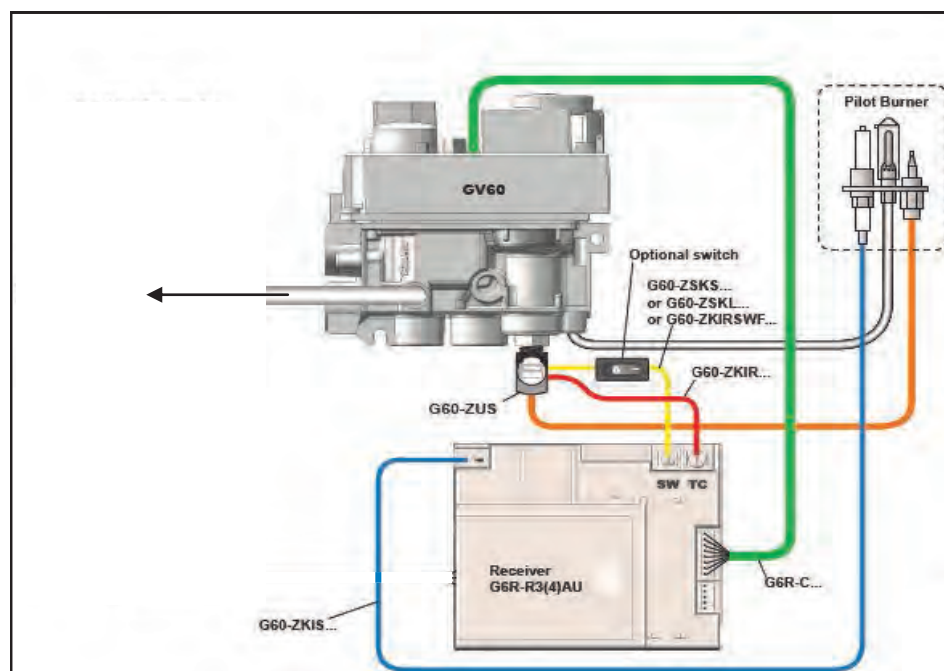 Pilot Burner
GV60
Optional switch
G60-ZSKS...
or G60-ZSKL...
or G60-ZKIRSWF...
G60-ZKIR...
G60-ZUS
SW TC
Receiver
G6R-R3(4)AU
G6R-C...
G60-ZKIS...